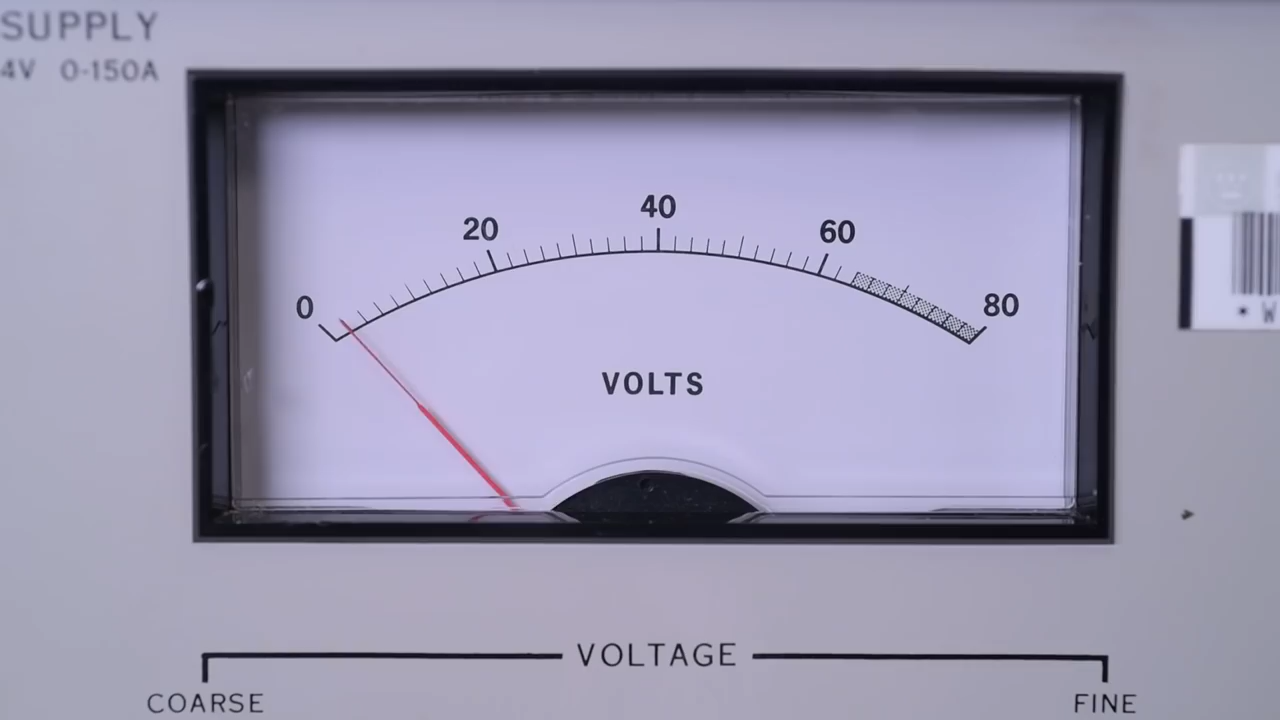 SUPPLY
4V 0-150A
0 20 40 60 80
VOLTS
* W
VOLTAGE
COARSE FINE